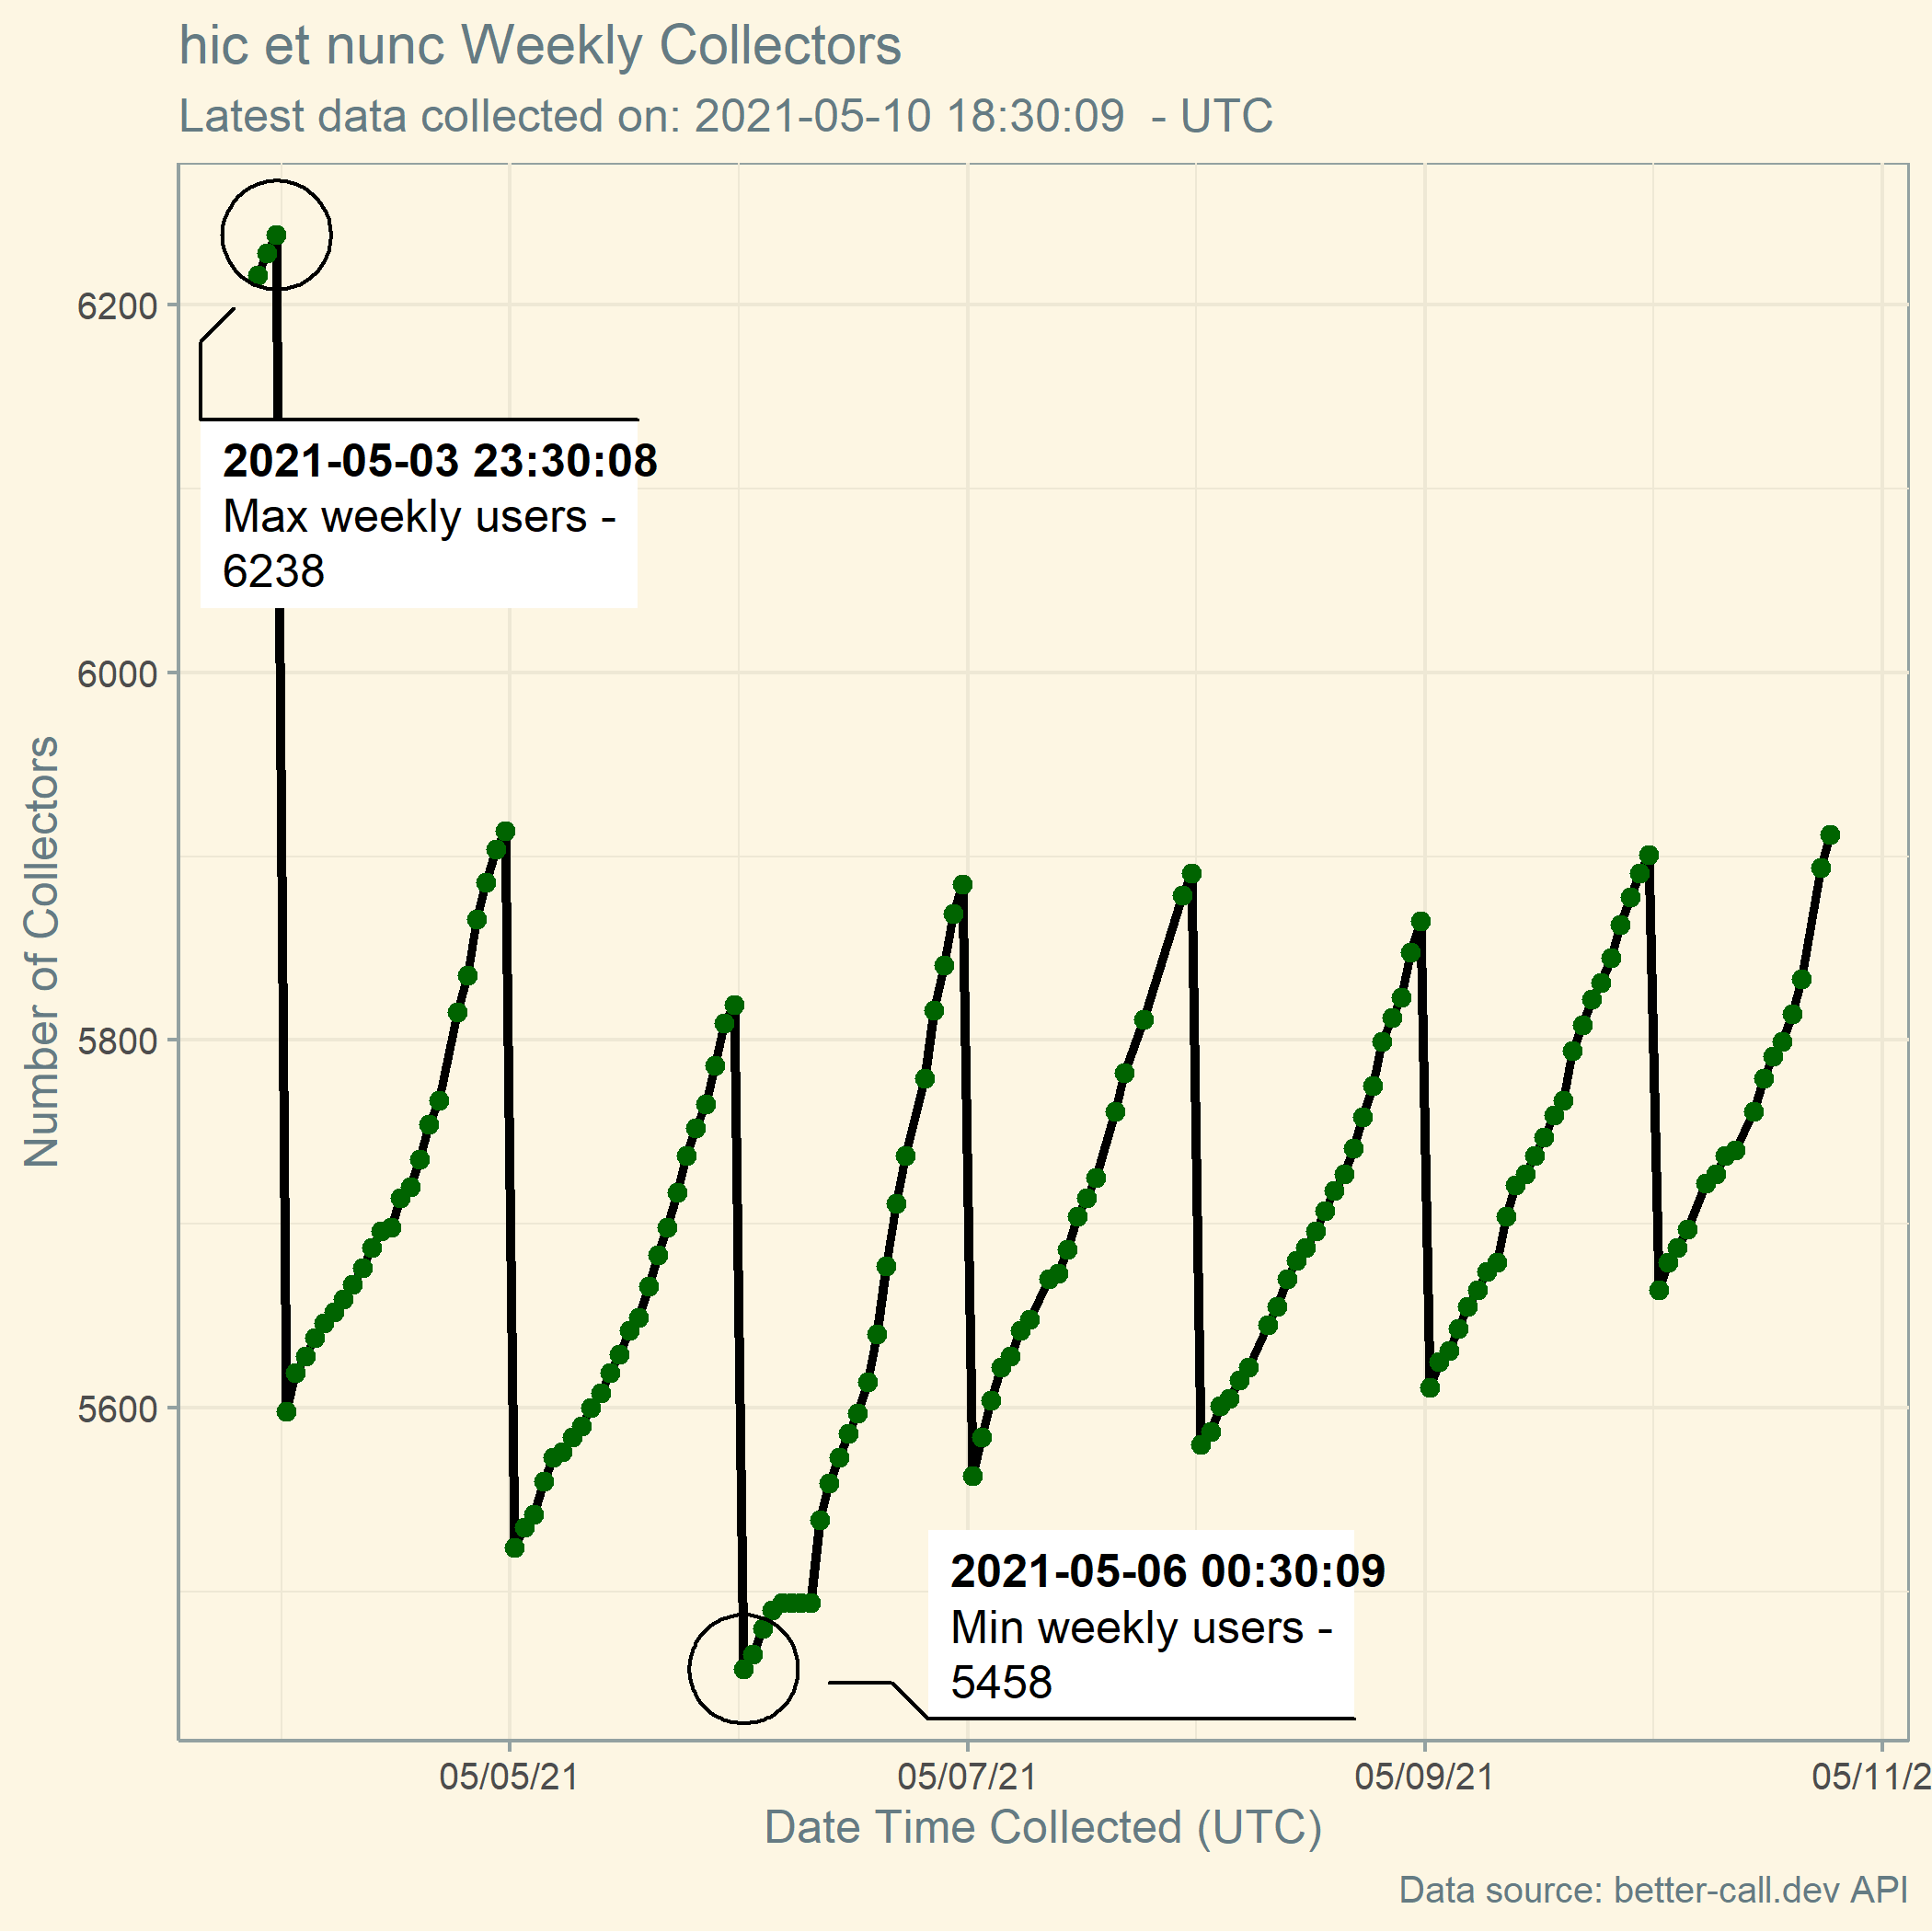 hic et nunc Weekly Collectors
Latest data collected on: 2021-05-10 18:30:09  - UTC
6200
2021-05-03 23:30:08
Max weekly users -
6238
6000
Number of Collectors
5800
5600
2021-05-06 00:30:09
Min weekly users -
5458
05/05/21
05/07/21
05/09/21
05/11/2
Date Time Collected (UTC)
Data source: better-call.dev API